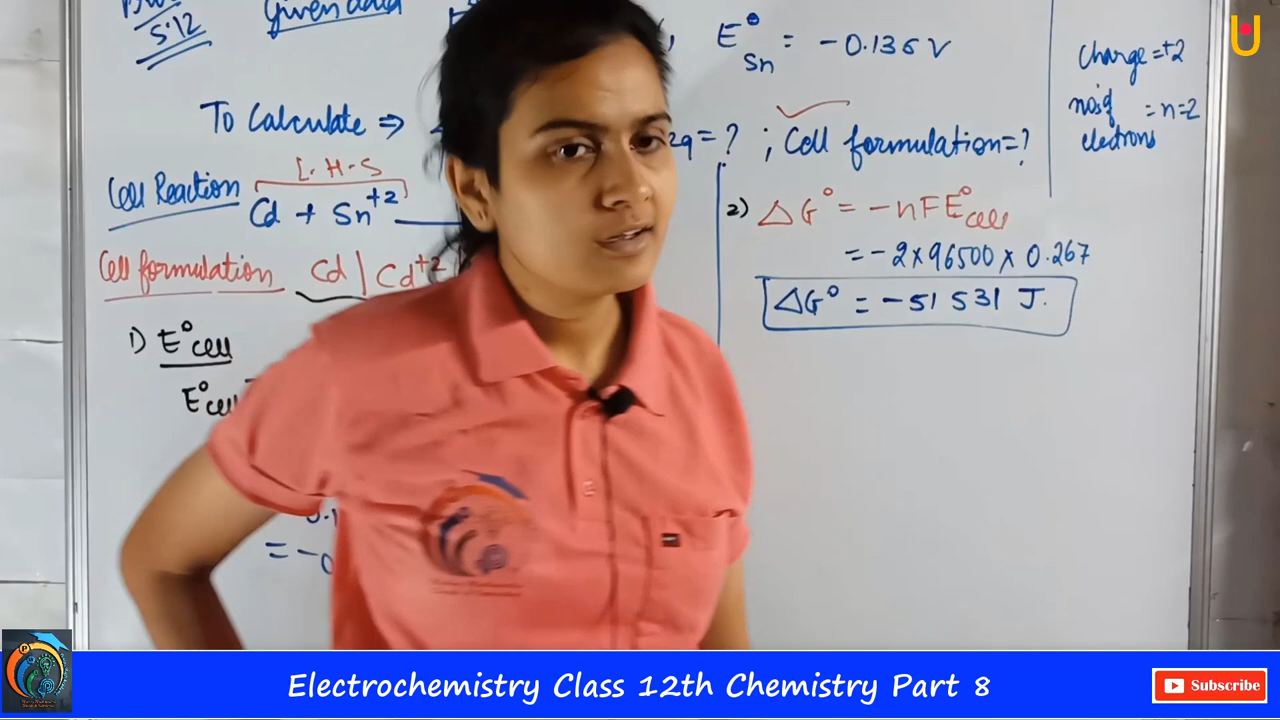 5.12
Given data
E°Sn = -0.136 V
charge = +2
no's of electrons = n = 2
To Calculate ⇒
= ? ; Cell formulation = ?
L.H.S
Cell Reaction
Cd + Sn+2
Cell formulation Cd | Cd+2
1) E°cell
E°cell
= -0
2) △G° = -nFE°cell
= -2 × 96500 × 0.267
△G° = -51531 J.
Electrochemistry Class 12th Chemistry Part 8
Subscribe